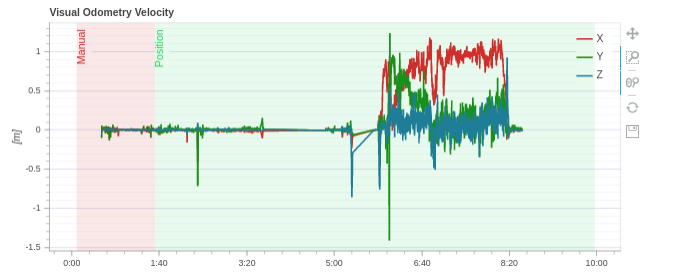 Visual Odometry Velocity
Manual
Position
X
Y
Z
[m]
1
0.5
0
-0.5
-1
-1.5
0:00
1:40
3:20
5:00
6:40
8:20
10:00